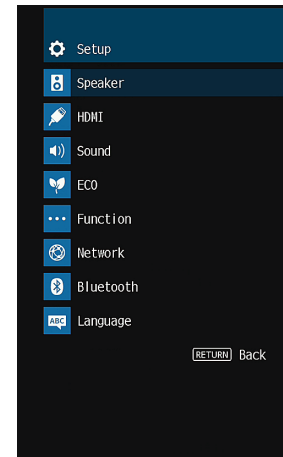 Setup
Speaker
HDMI
Sound
ECO
Function
Network
Bluetooth
ABC Language
RETURN Back